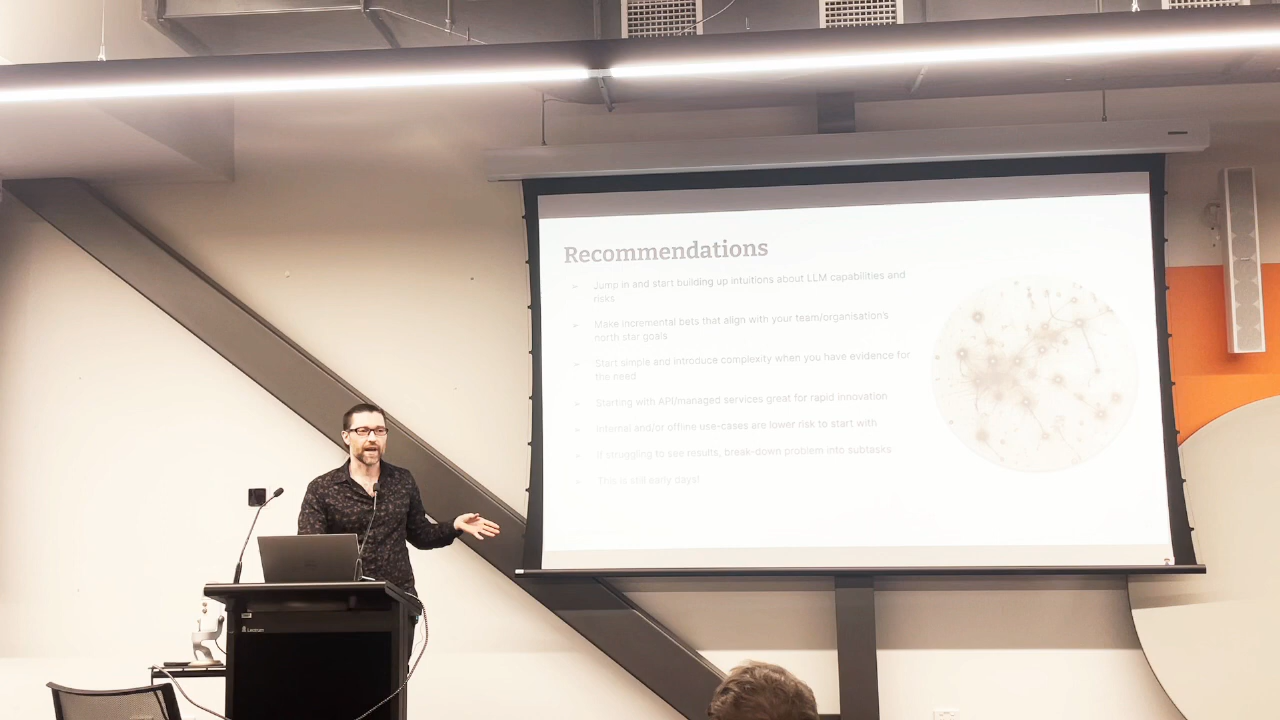 Recommendations
Jump in and start building up intuitions about LLM capabilities and
risks
Make incremental bets that align with your team/organisation's
north star goals
Start simple and introduce complexity when you have evidence for
the need
Starting with API/managed services great for rapid innovation
Internal and/or offline use-cases are lower risk to start with
If struggling to see results, break-down problem into subtasks
This is still early days!
Lectrum